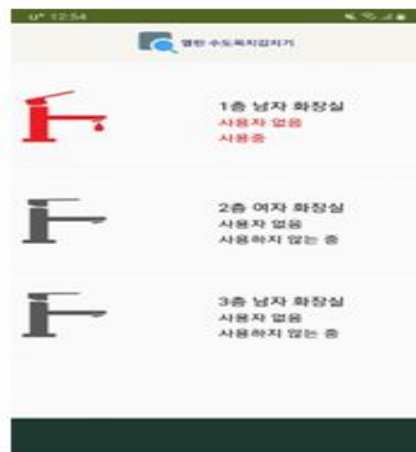 U+ 12:54
열린 수도꼭지감지기
1층 남자 화장실
사용자 없음
사용중
2층 여자 화장실
사용자 없음
사용하지 않는 중
3층 남자 화장실
사용자 없음
사용하지 않는 중